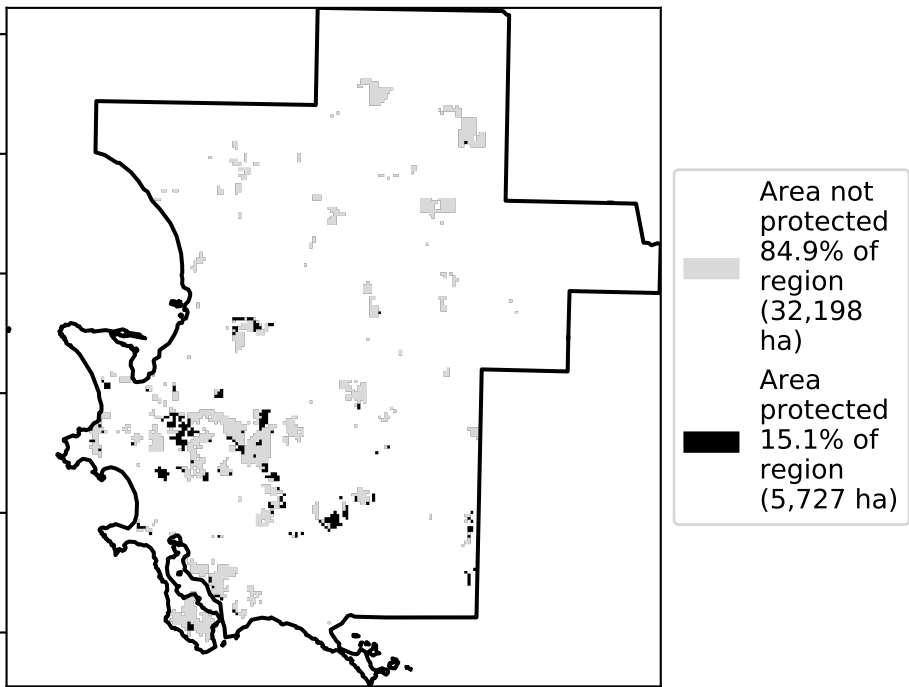 Area not
protected
84.9% of
region
(32,198
ha)
Area
protected
15.1% of
region
(5,727 ha)